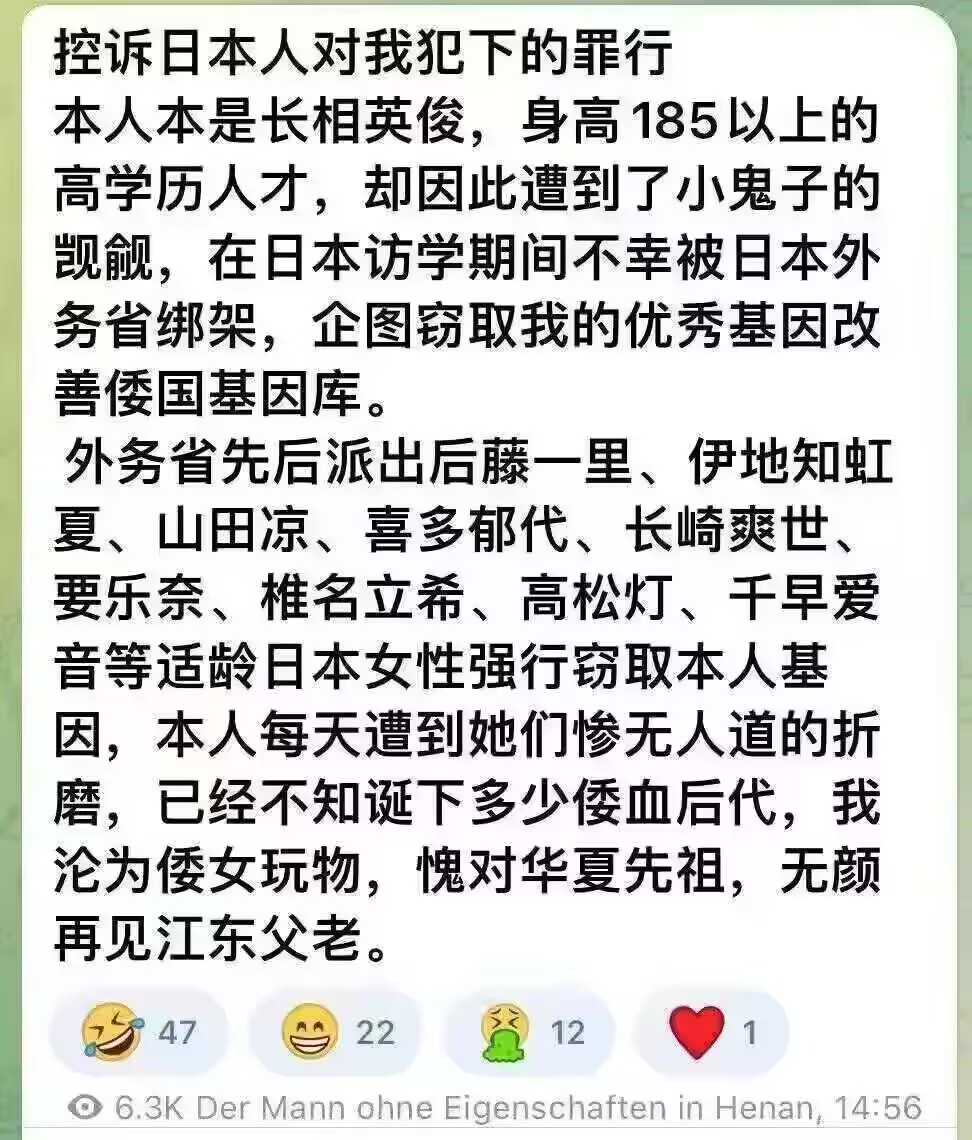 控诉日本人对我犯下的罪行
本人本是长相英俊，身高185以上的
高学历人才，却因此遭到了小鬼子的
觊觎，在日本访学期间不幸被日本外
务省绑架，企图窃取我的优秀基因改
善倭国基因库。
外务省先后派出后藤一里、伊地知虹
夏、山田凉、喜多郁代、长崎爽世、
要乐奈、椎名立希、高松灯、千早爱
音等适龄日本女性强行窃取本人基
因，本人每天遭到她们惨无人道的折
磨，已经不知诞下多少倭血后代，我
沦为倭女玩物，愧对华夏先祖，无颜
再见江东父老。
47 22 12 1
6.3K Der Mann ohne Eigenschaften in Henan, 14:56